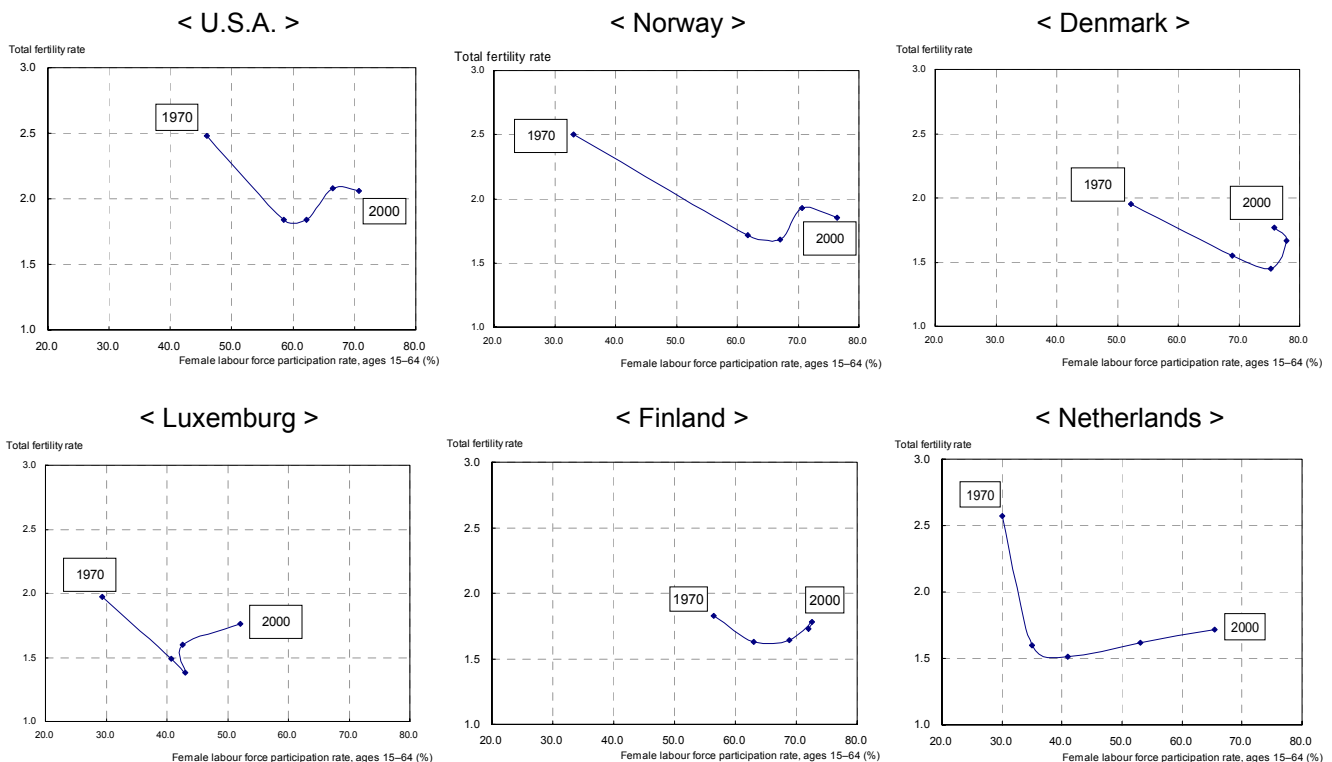 < U.S.A. >
Total fertility rate
3.0
2.5
2.0
1.5
1.0
1970
2000
20.0 30.0 40.0 50.0 60.0 70.0 80.0
Female labour force participation rate, ages 15–64 (%)
< Norway >
Total fertility rate
3.0
2.5
2.0
1.5
1.0
1970
2000
20.0 30.0 40.0 50.0 60.0 70.0 80.0
Female labour force participation rate, ages 15–64 (%)
< Denmark >
Total fertility rate
3.0
2.5
2.0
1.5
1.0
1970
2000
20.0 30.0 40.0 50.0 60.0 70.0 80.0
Female labour force participation rate, ages 15–64 (%)
< Luxemburg >
Total fertility rate
3.0
2.5
2.0
1.5
1.0
1970
2000
20.0 30.0 40.0 50.0 60.0 70.0 80.0
Female labour force participation rate, ages 15–64 (%)
< Finland >
Total fertility rate
3.0
2.5
2.0
1.5
1.0
1970
2000
20.0 30.0 40.0 50.0 60.0 70.0 80.0
Female labour force participation rate, ages 15–64 (%)
< Netherlands >
Total fertility rate
3.0
2.5
2.0
1.5
1.0
1970
2000
20.0 30.0 40.0 50.0 60.0 70.0 80.0
Female labour force participation rate, ages 15–64 (%)